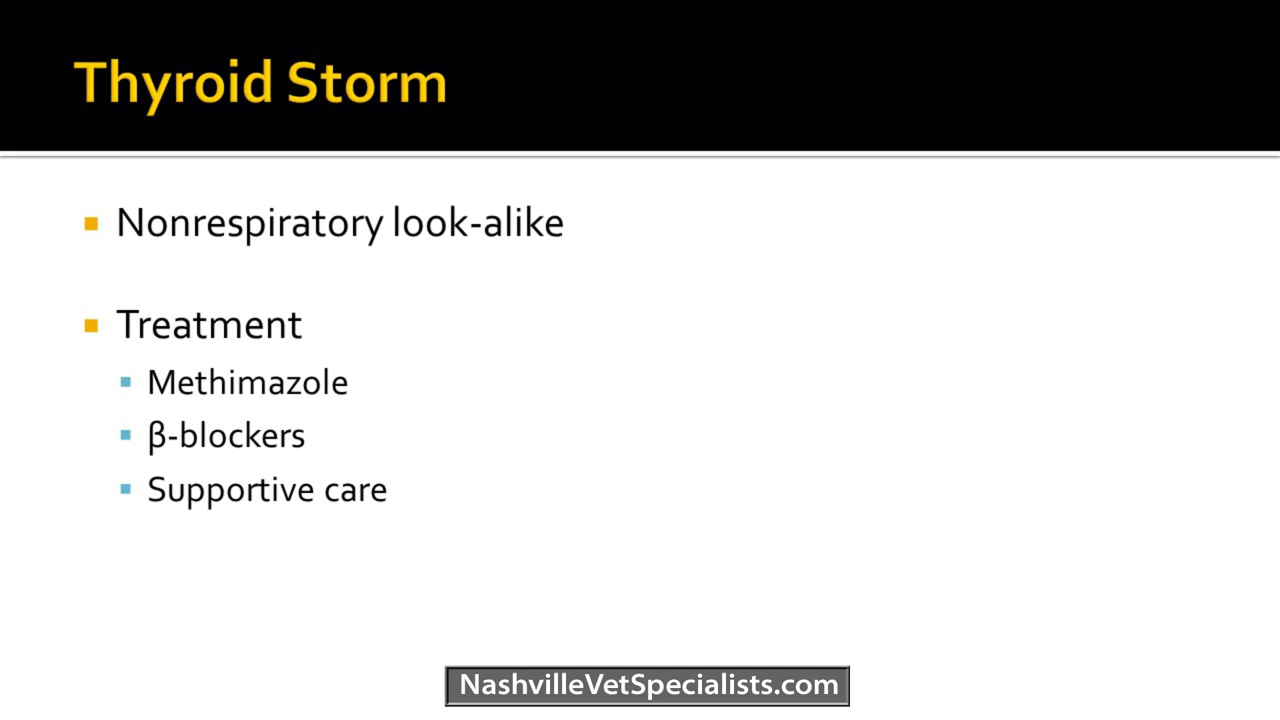 Thyroid Storm
Nonrespiratory look-alike
Treatment
Methimazole
β-blockers
Supportive care
NashvilleVetSpecialists.com